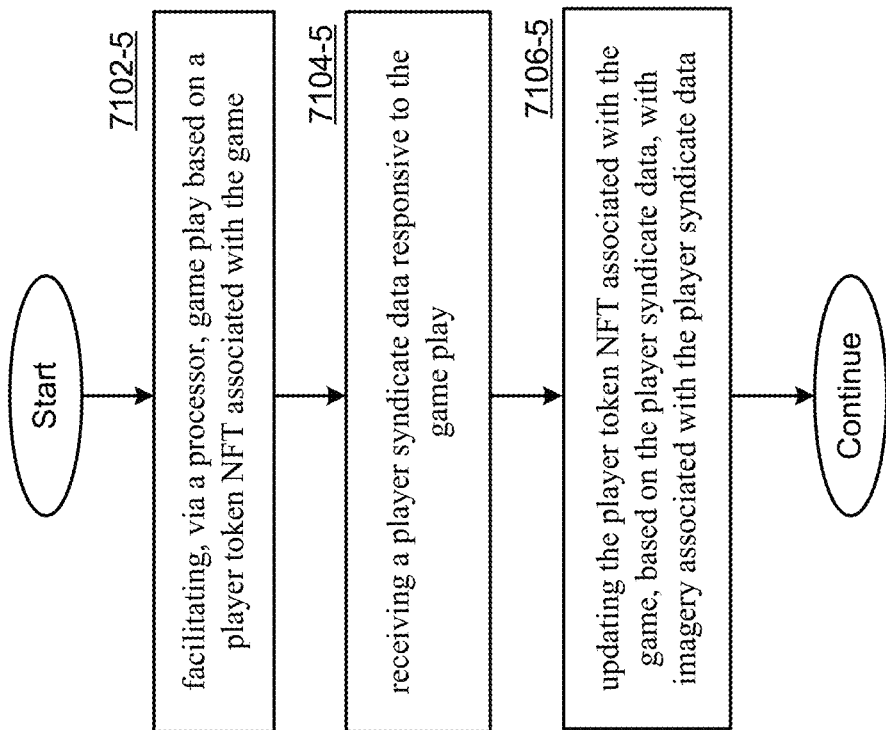 Start
7102-5
facilitating, via a processor, game play based on a
player token NFT associated with the game
7104-5
receiving a player syndicate data responsive to the
game play
7106-5
updating the player token NFT associated with the
game, based on the player syndicate data, with
imagery associated with the player syndicate data
Continue